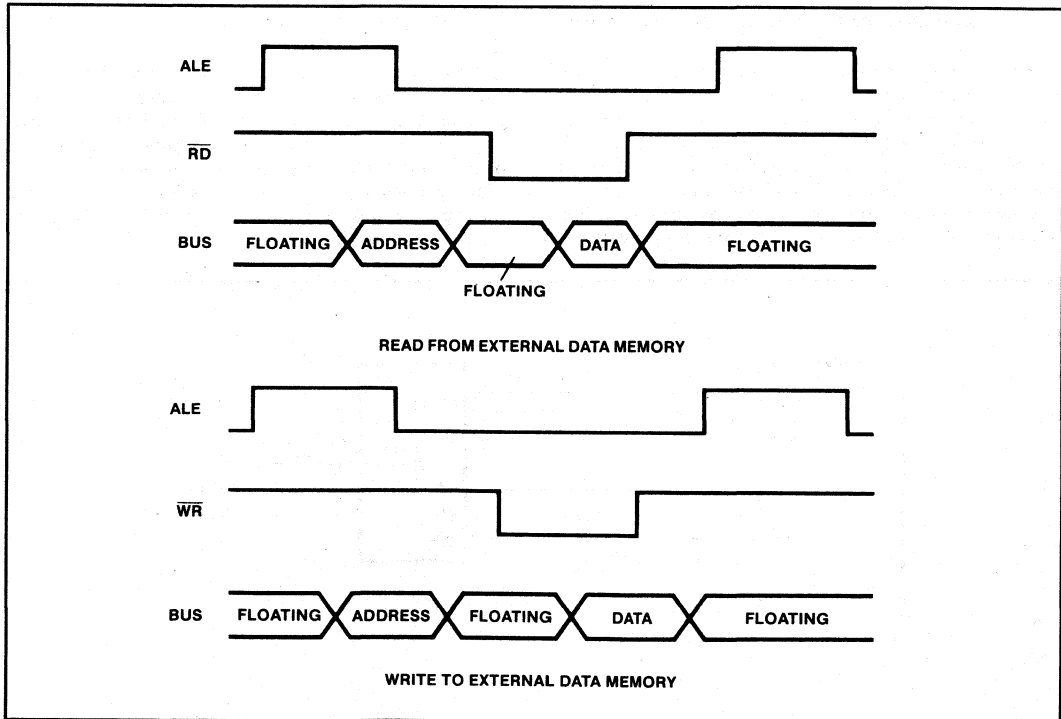 ALE
RD
BUS FLOATING ADDRESS DATA FLOATING
FLOATING
READ FROM EXTERNAL DATA MEMORY
ALE
WR
BUS FLOATING ADDRESS FLOATING DATA FLOATING
WRITE TO EXTERNAL DATA MEMORY